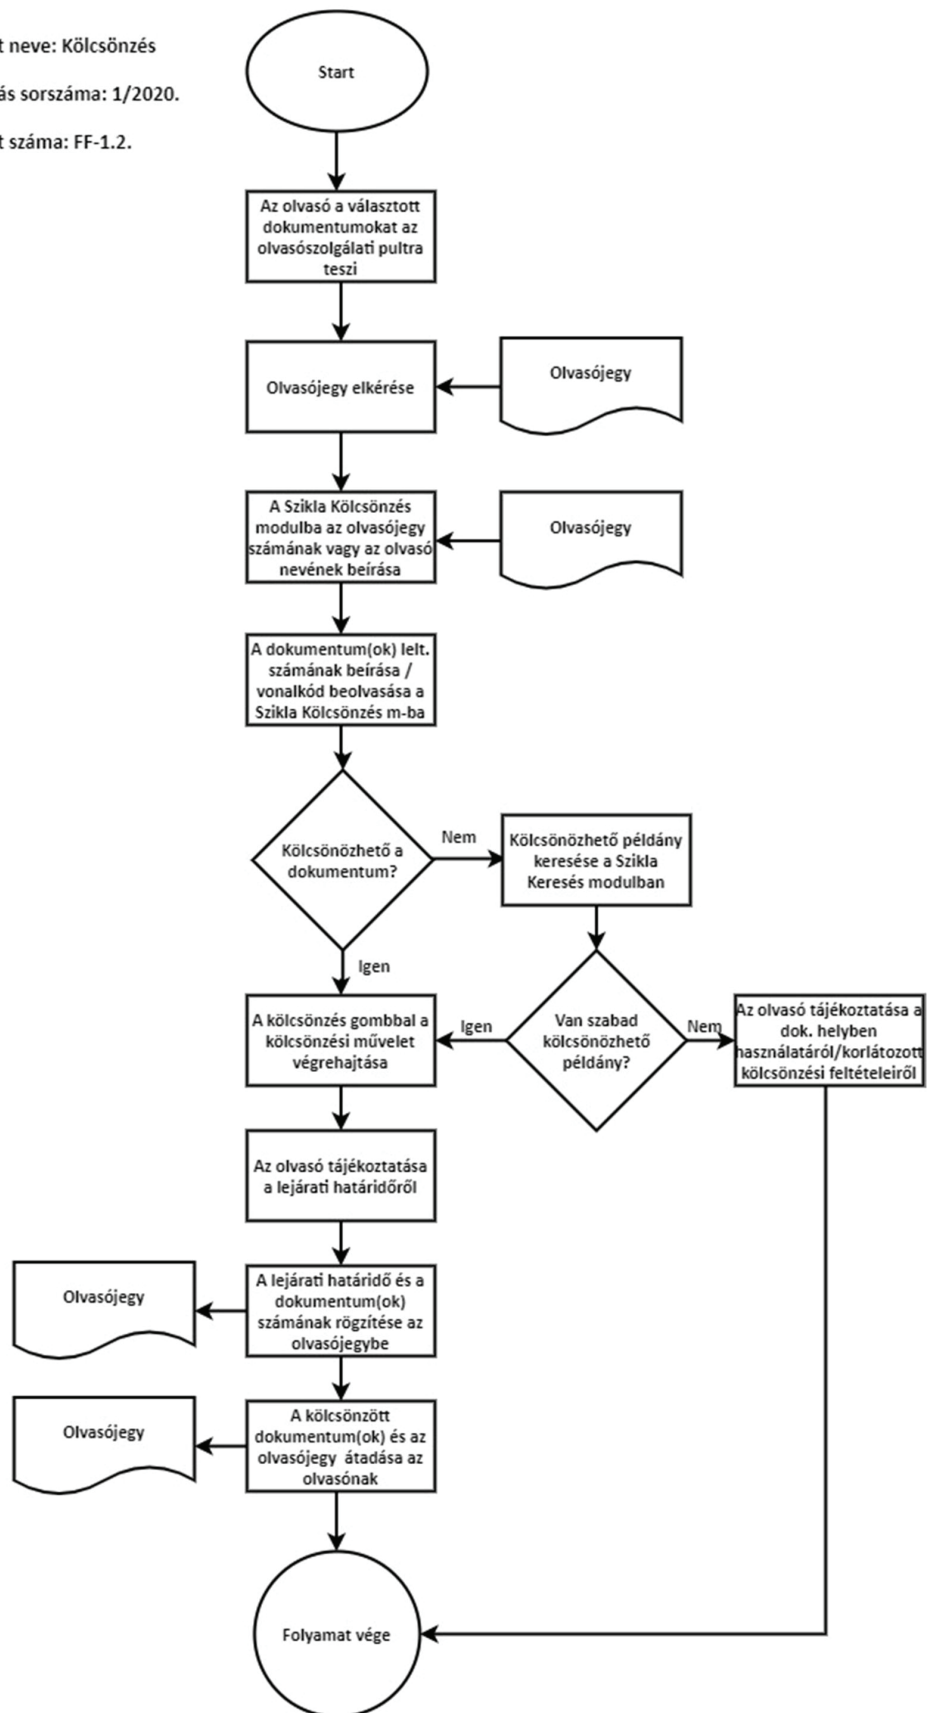 t neve: Kölcsönzés
ás sorszáma: 1/2020.
t száma: FF-1.2.
Start
Az olvasó a választott
dokumentumokat az
olvasószolgálati pultra
teszi
Olvasójegy elkérése
Olvasójegy
A Szikla Kölcsönzés
modulba az olvasójegy
számának vagy az olvasó
nevének beírása
Olvasójegy
A dokumentum(ok) lelt.
számának beírása /
vonalkód beolvasása a
Szikla Kölcsönzés m-ba
Kölcsönözhető a
dokumentum?
Nem
Kölcsönözhető példány
keresése a Szikla
Keresés modulban
Igen
A kölcsönzés gombbal a
kölcsönzési művelet
végrehajtása
Igen
Van szabad
kölcsönözhető
példány?
Nem
Az olvasó tájékoztatása a
dok. helyben
használatáról/korlátozott
kölcsönzési feltételeiről
Az olvasó tájékoztatása
a lejárati határidőről
A lejárati határidő és a
dokumentum(ok)
számának rögzítése az
olvasójegybe
Olvasójegy
A kölcsönzött
dokumentum(ok) és az
olvasójegy átadása az
olvasónak
Olvasójegy
Folyamat vége